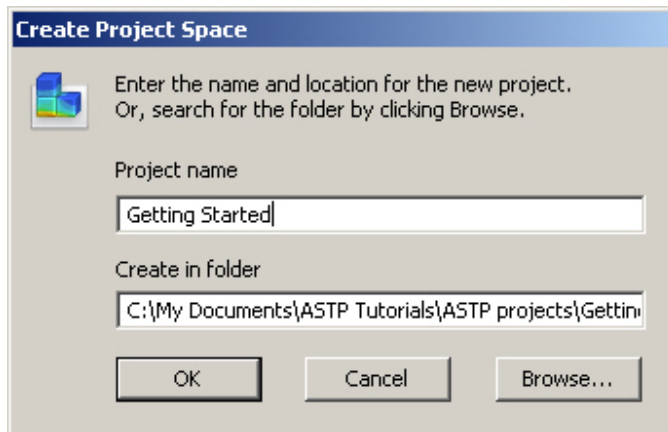 Create Project Space
Enter the name and location for the new project.
Or, search for the folder by clicking Browse.
Project name
Getting Started
Create in folder
C:\My Documents\ASTP Tutorials\ASTP projects\Getting
OK Cancel Browse...